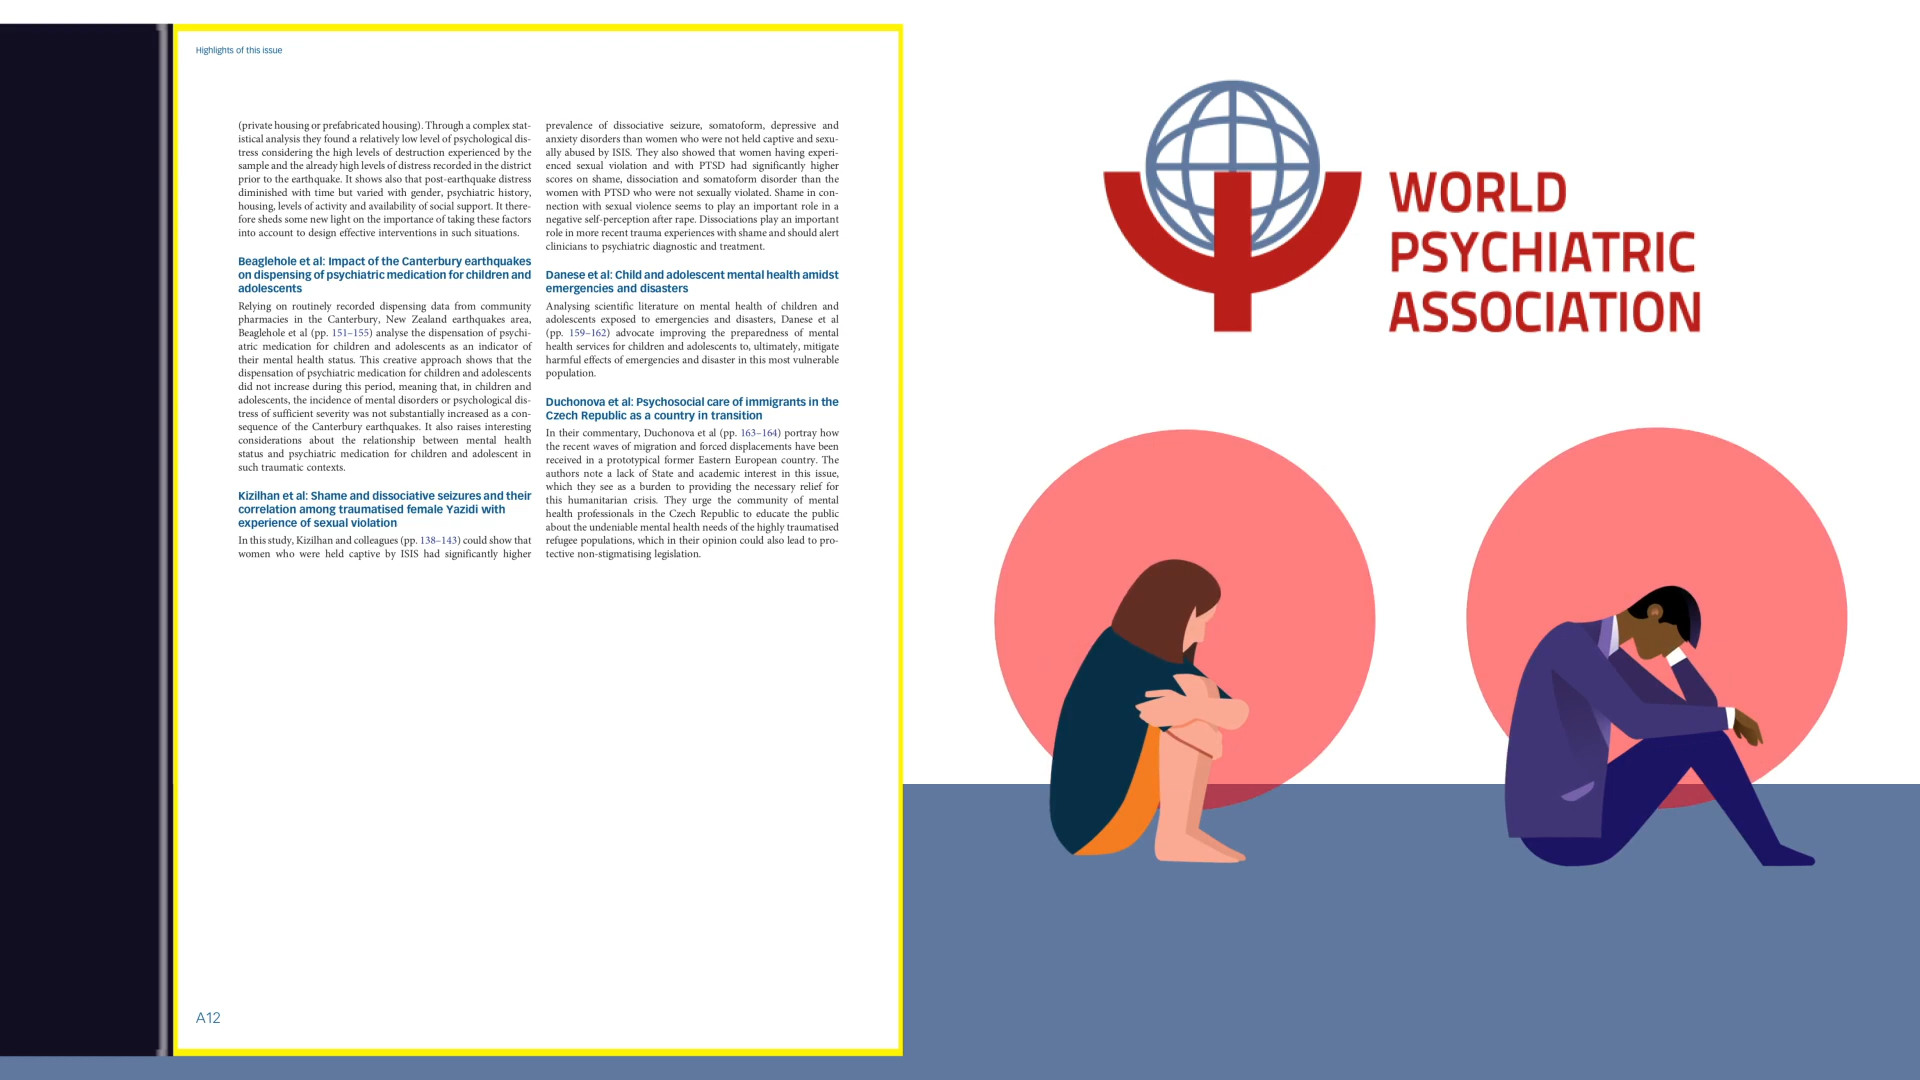 Highlights of this issue
(private housing or prefabricated housing). Through a complex stat-
istical analysis they found a relatively low level of psychological dis-
tress considering the high levels of destruction experienced by the
sample and the already high levels of distress recorded in the district
prior to the earthquake. It shows also that post-earthquake distress
diminished with time but varied with gender, psychiatric history,
housing, levels of activity and availability of social support. It there-
fore sheds some new light on the importance of taking these factors
into account to design effective interventions in such situations.
Beaglehole et al: Impact of the Canterbury earthquakes
on dispensing of psychiatric medication for children and
adolescents
Relying on routinely recorded dispensing data from community
pharmacies in the Canterbury, New Zealand earthquakes area,
Beaglehole et al (pp. 151–155) analyse the dispensation of psychi-
atric medication for children and adolescents as an indicator of
their mental health status. This creative approach shows that the
dispensation of psychiatric medication for children and adolescents
did not increase during this period, meaning that, in children and
adolescents, the incidence of mental disorders or psychological dis-
tress of sufficient severity was not substantially increased as a con-
sequence of the Canterbury earthquakes. It also raises interesting
considerations about the relationship between mental health
status and psychiatric medication for children and adolescent in
such traumatic contexts.
Kizilhan et al: Shame and dissociative seizures and their
correlation among traumatised female Yazidi with
experience of sexual violation
In this study, Kizilhan and colleagues (pp. 138–143) could show that
women who were held captive by ISIS had significantly higher
prevalence of dissociative seizure, somatoform, depressive and
anxiety disorders than women who were not held captive and sexu-
ally abused by ISIS. They also showed that women having experi-
enced sexual violation and with PTSD had significantly higher
scores on shame, dissociation and somatoform disorder than the
women with PTSD who were not sexually violated. Shame in con-
nection with sexual violence seems to play an important role in a
negative self-perception after rape. Dissociations play an important
role in more recent trauma experiences with shame and should alert
clinicians to psychiatric diagnostic and treatment.
Danese et al: Child and adolescent mental health amidst
emergencies and disasters
Analysing scientific literature on mental health of children and
adolescents exposed to emergencies and disasters, Danese et al
(pp. 159–162) advocate improving the preparedness of mental
health services for children and adolescents to, ultimately, mitigate
harmful effects of emergencies and disaster in this most vulnerable
population.
Duchonova et al: Psychosocial care of immigrants in the
Czech Republic as a country in transition
In their commentary, Duchonova et al (pp. 163–164) portray how
the recent waves of migration and forced displacements have been
received in a prototypical former Eastern European country. The
authors note a lack of State and academic interest in this issue,
which they see as a burden to providing the necessary relief for
this humanitarian crisis. They urge the community of mental
health professionals in the Czech Republic to educate the public
about the undeniable mental health needs of the highly traumatised
refugee populations, which in their opinion could also lead to pro-
tective non-stigmatising legislation.
A12
WORLD
PSYCHIATRIC
ASSOCIATION